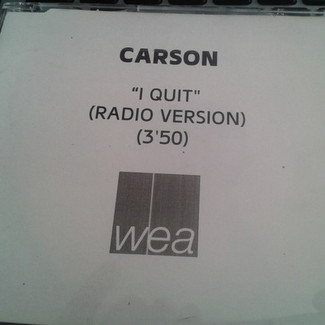 CARSON
“I QUIT"
(RADIO VERSION)
(3'50)
wea